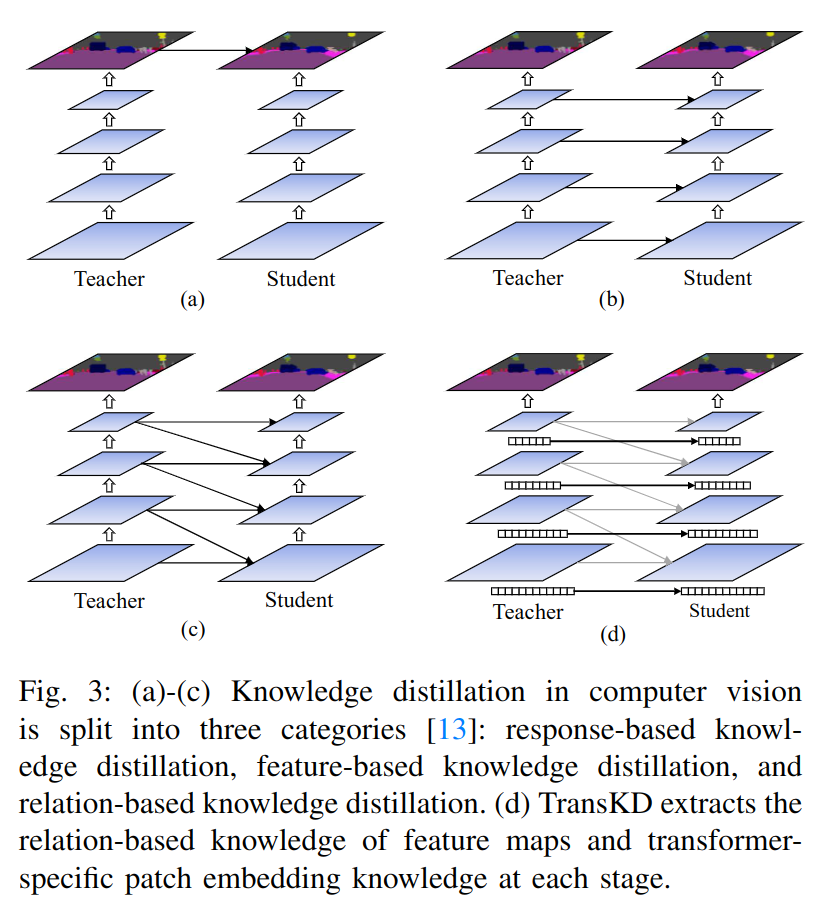 Teacher
Student
(a)
Teacher
Student
(b)
Teacher
Student
(c)
Teacher
Student
(d)
Fig. 3: (a)-(c) Knowledge distillation in computer vision
is split into three categories [13]: response-based knowl-
edge distillation, feature-based knowledge distillation, and
relation-based knowledge distillation. (d) TransKD extracts the
relation-based knowledge of feature maps and transformer-
specific patch embedding knowledge at each stage.